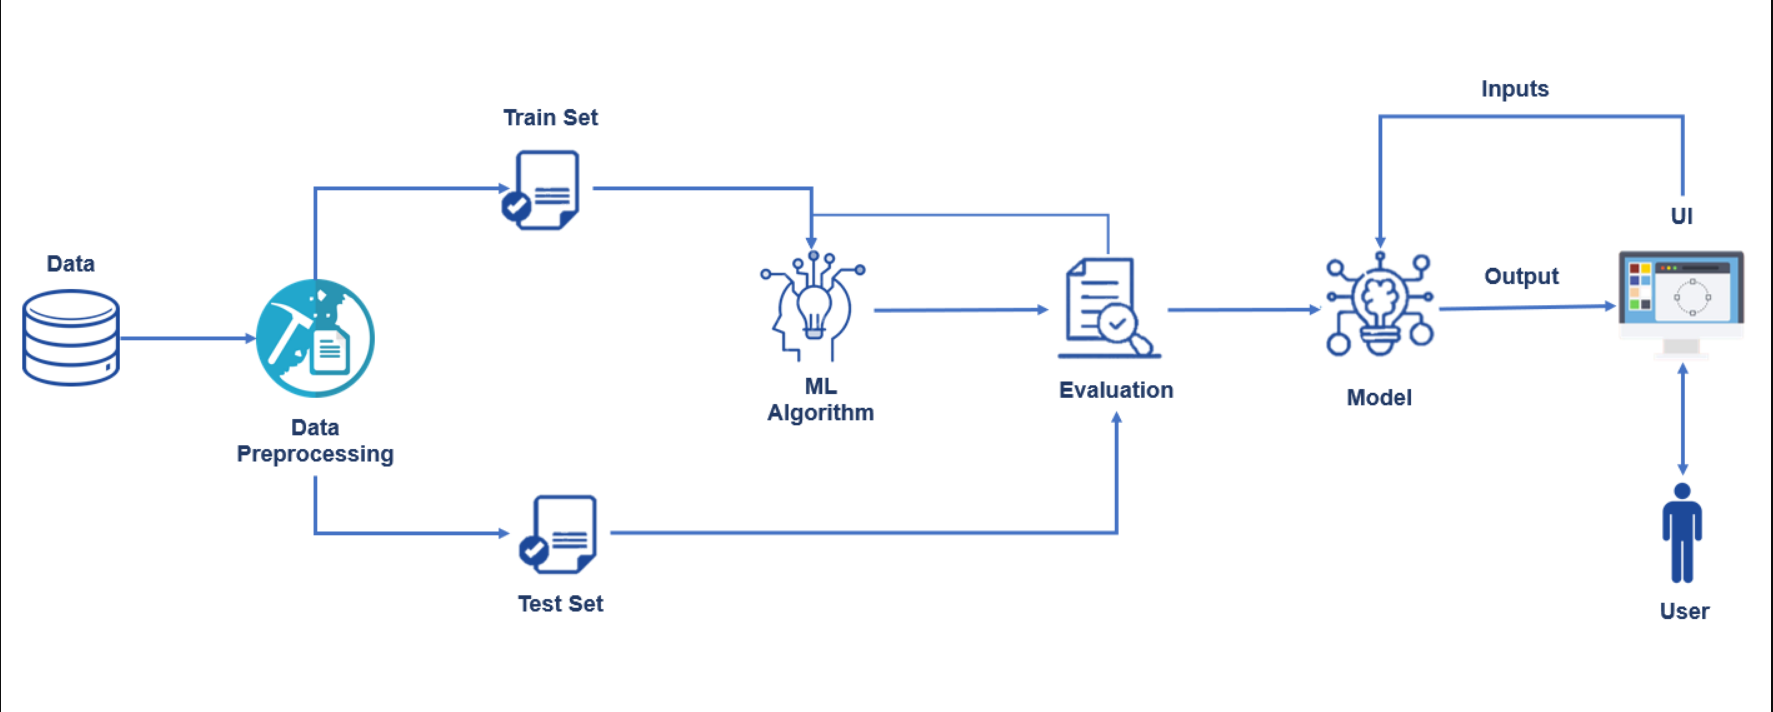 Inputs
Train Set
UI
Data
Output
ML
Algorithm
Evaluation
Model
Data
Preprocessing
Test Set
User